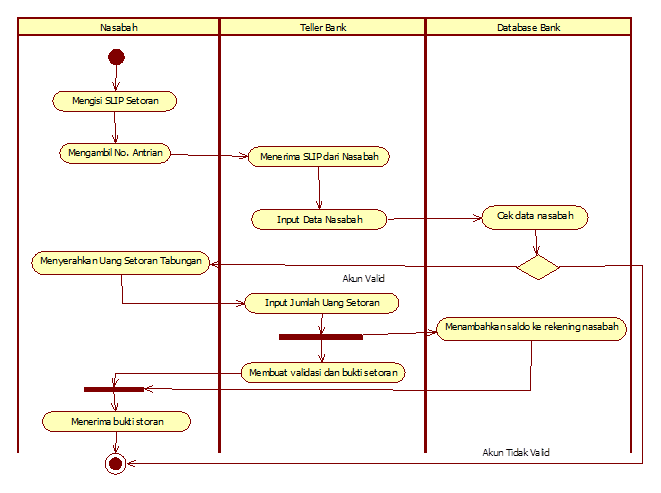 Nasabah
Teller Bank
Database Bank
Mengisi SLIP Setoran
Mengambil No. Antrian
Menerima SLIP dari Nasabah
Input Data Nasabah
Cek data nasabah
Menyerahkan Uang Setoran Tabungan
Akun Valid
Input Jumlah Uang Setoran
Menambahkan saldo ke rekening nasabah
Membuat validasi dan bukti setoran
Menerima bukti storan
Akun Tidak Valid